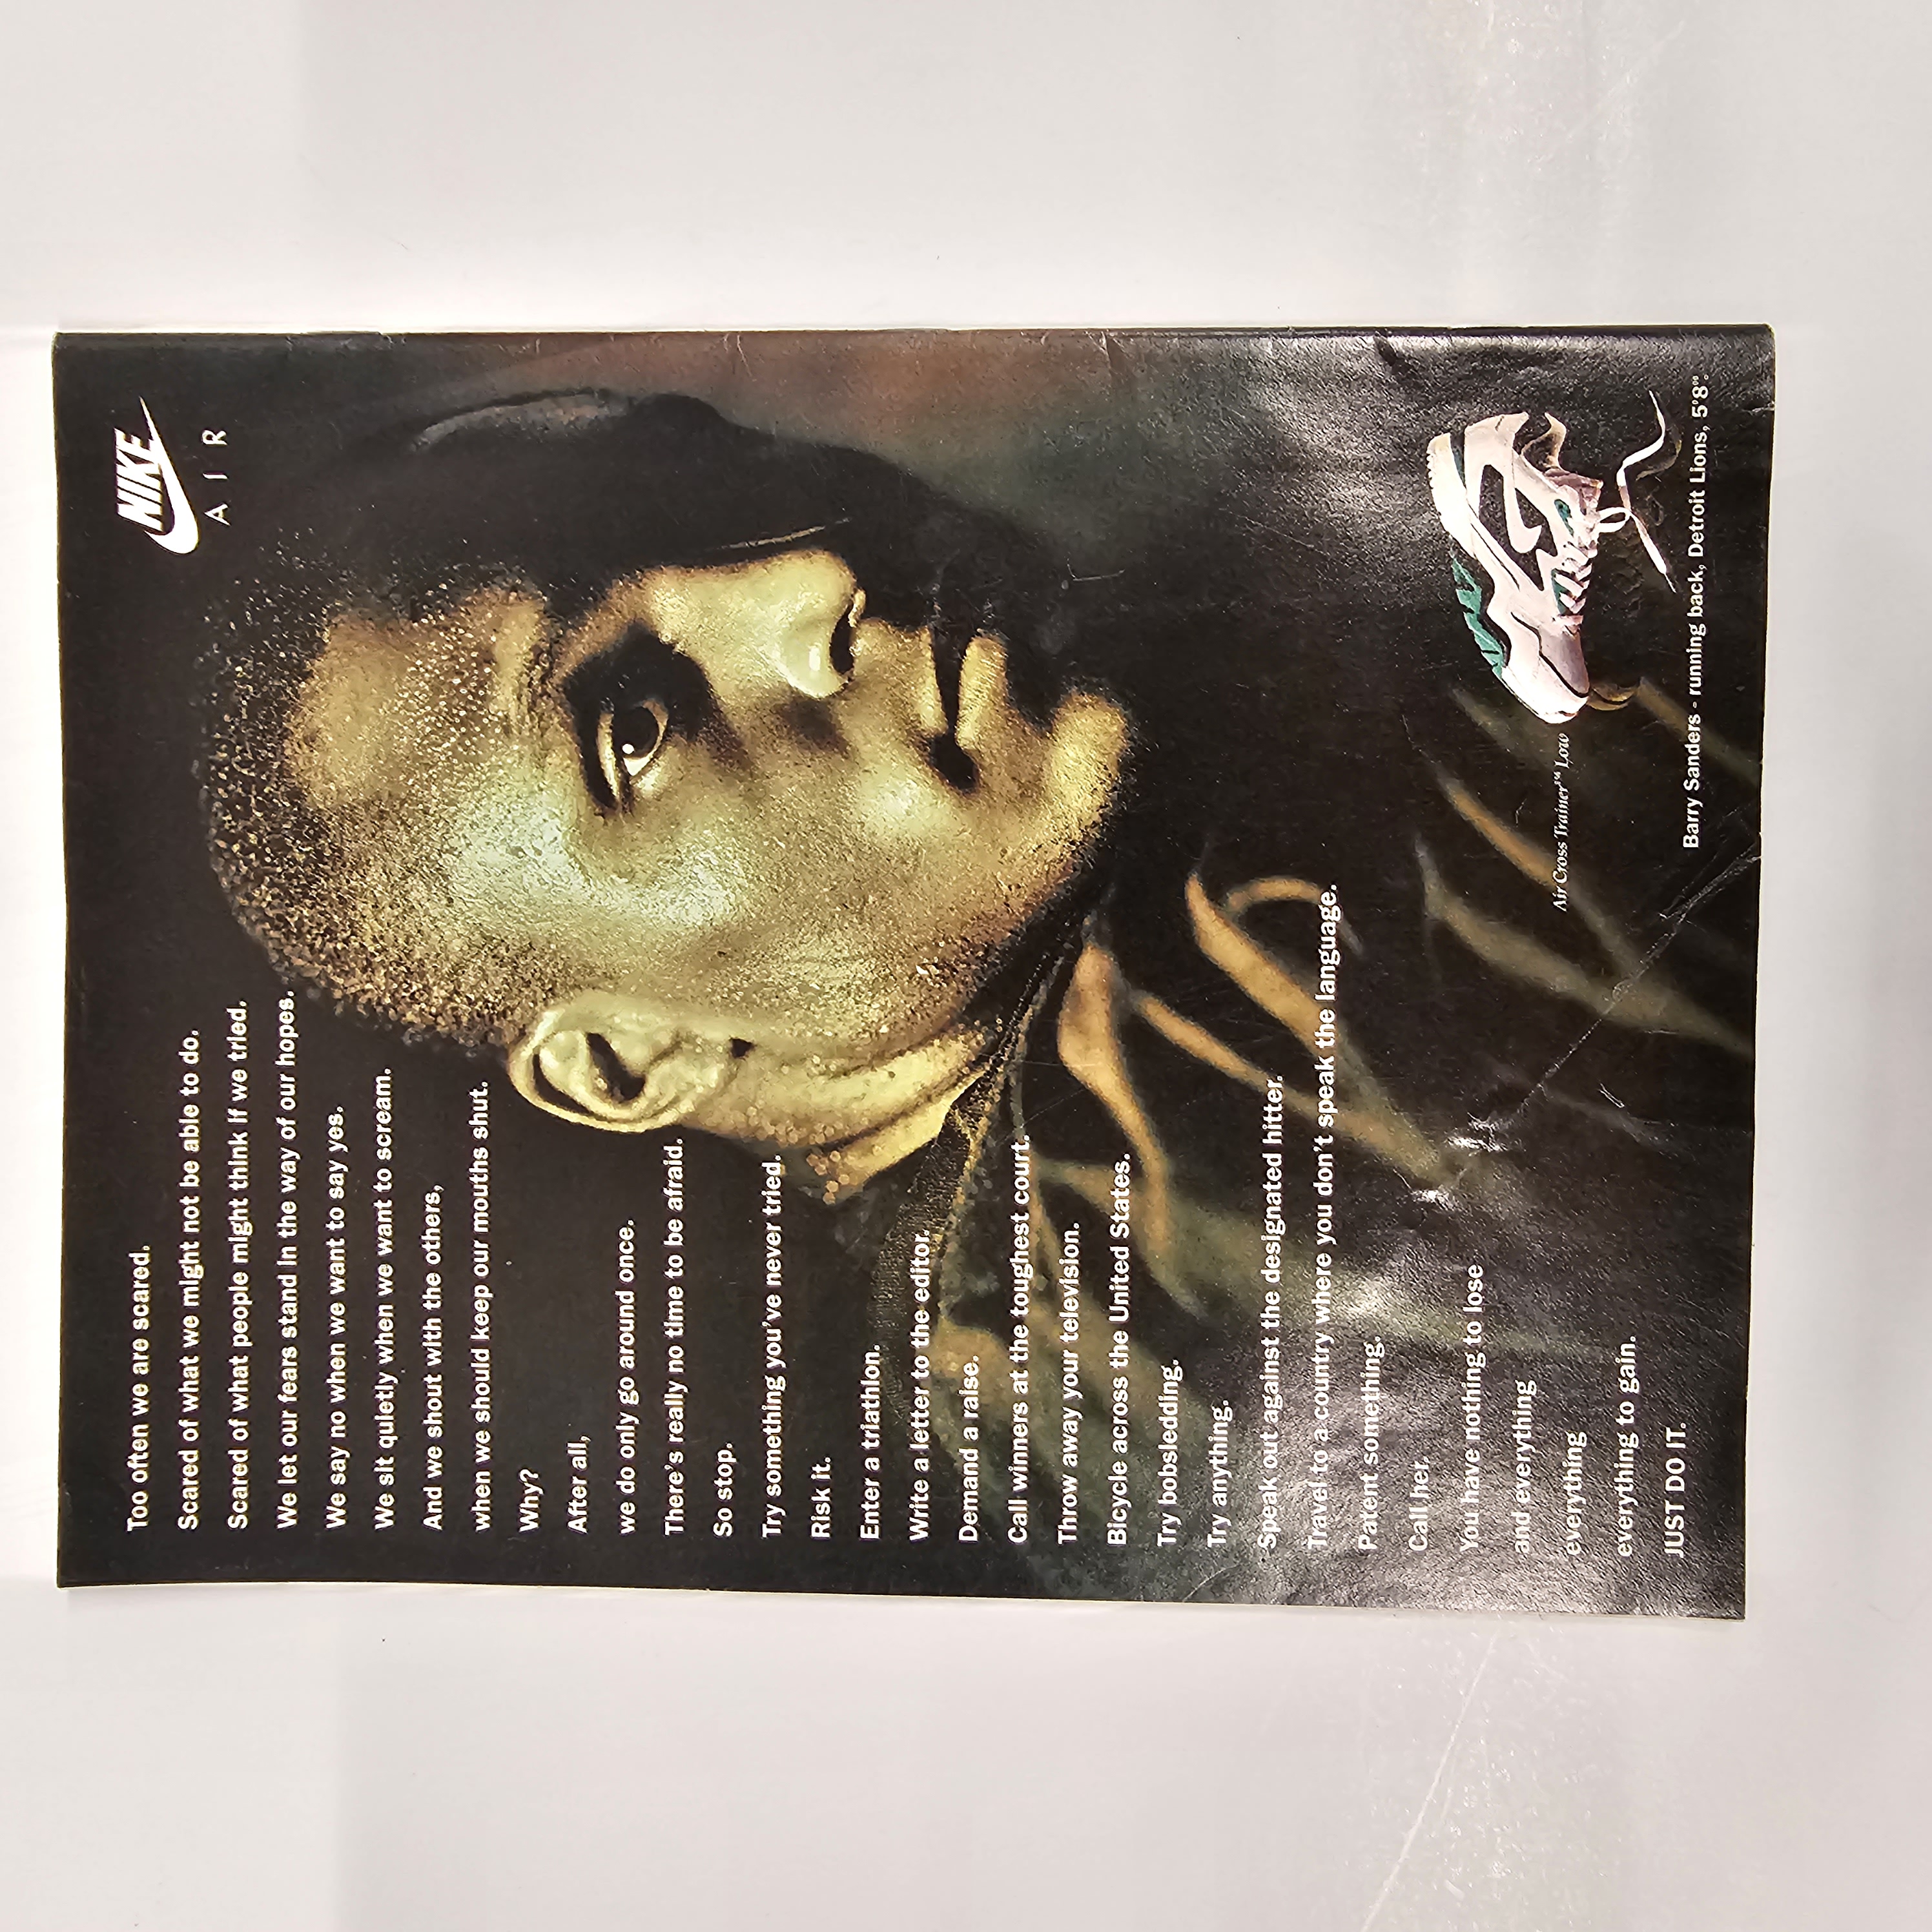 Too often we are scared.
Scared of what we might not be able to do.
Scared of what people might think if we tried.
We let our fears stand in the way of our hopes.
We say no when we want to say yes.
We sit quietly when we want to scream.
And we shout with the others,
when we should keep our mouths shut.
Why?
After all,
we do only go around once.
There's really no time to be afraid.
So stop.
Try something you've never tried.
Risk it.
Enter a triathlon.
Write a letter to the editor.
Demand a raise.
Call winners at the toughest court.
Throw away your television.
Bicycle across the United States.
Try bobsledding.
Try anything.
Speak out against the designated hitter.
Travel to a country where you don't speak the language.
Patent something.
Call her.
You have nothing to lose
and everything
everything
everything to gain.
JUST DO IT.
NIKE
AIR
Air Cross Trainer™ Low
Barry Sanders - running back, Detroit Lions, 5'8".